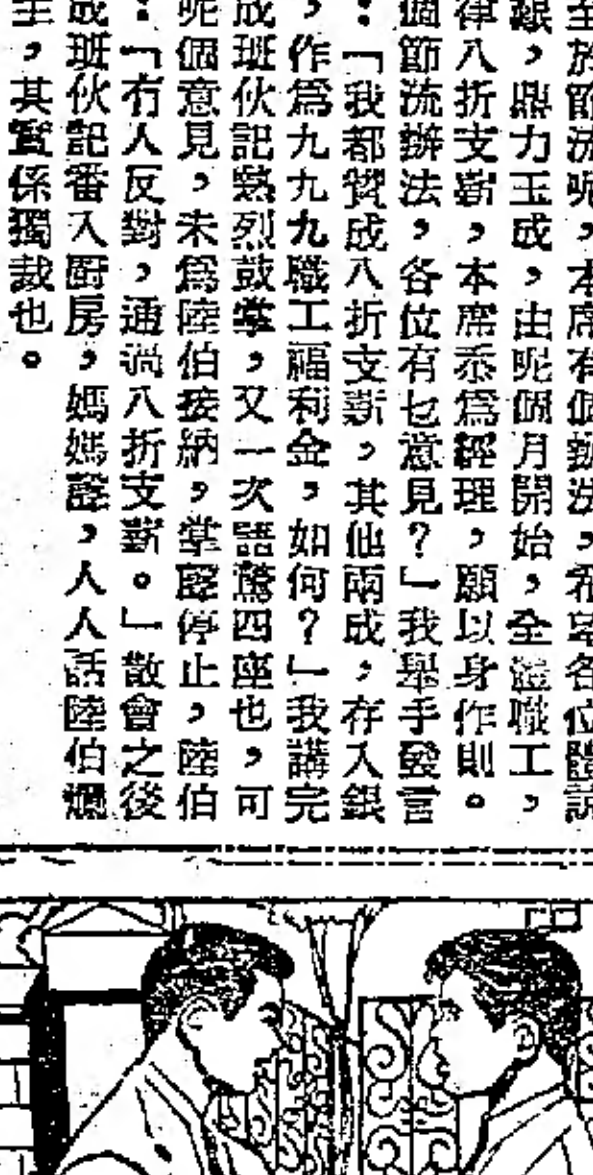 至於節流呢，本席有個辦法，希望各位體諒
艱，鼎力玉成，由呢個月開始，全體職工，
律八折支薪，本席忝爲經理，願以身作則。
個節流辦法，各位有乜意見？」我舉手發言
：「我都贊成八折支薪，其他兩成，存入銀
，作爲九九九職工福利金，如何？」我講完
成班伙記熱烈鼓掌，又一次語驚四座也，可
呢個意見，未爲陸伯接納，掌聲停止，陸伯
：「冇人反對，通過八折支薪。」散會之後
成班伙記番入廚房，媽媽聲，人人話陸伯
主，其實係獨裁也。